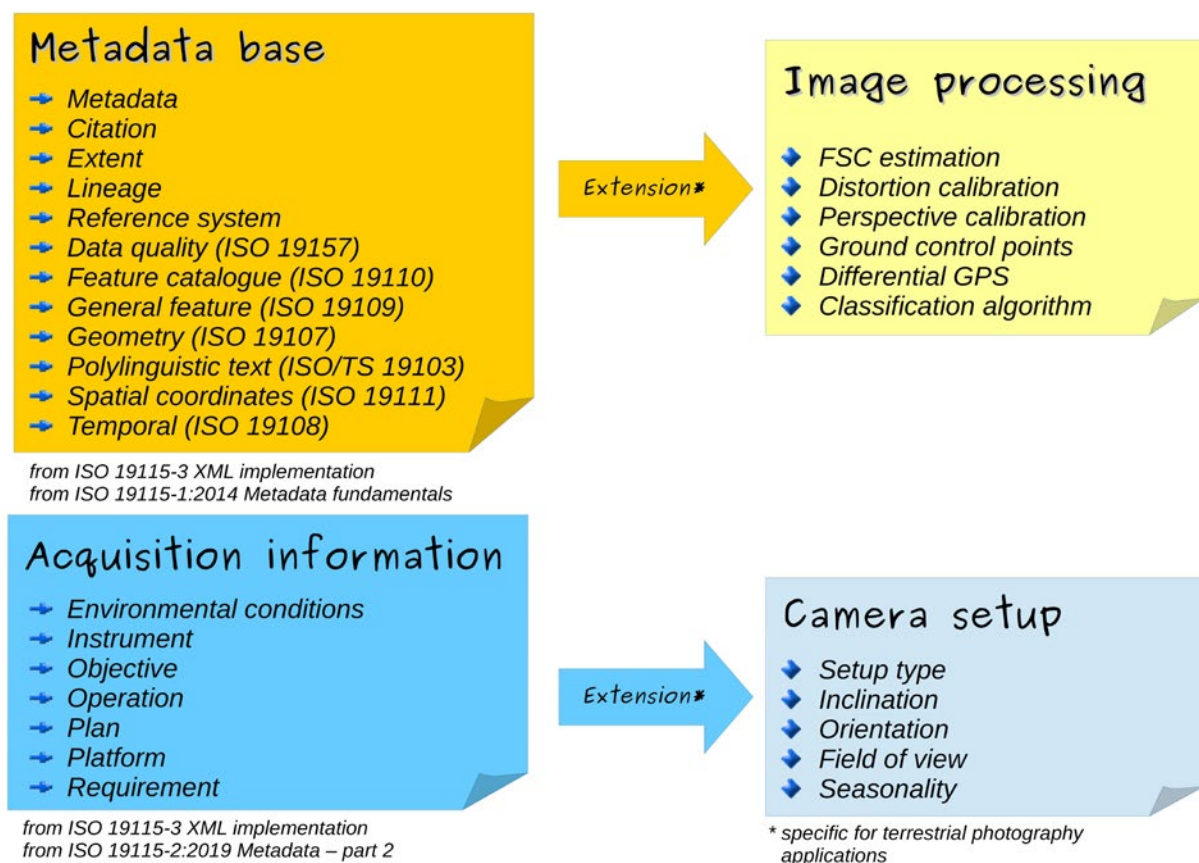 Metadata base
Metadata
Citation
Extent
Lineage
Reference system
Data quality (ISO 19157)
Feature catalogue (ISO 19110)
General feature (ISO 19109)
Geometry (ISO 19107)
Polylinguistic text (ISO/TS 19103)
Spatial coordinates (ISO 19111)
Temporal (ISO 19108)
from ISO 19115-3 XML implementation
from ISO 19115-1:2014 Metadata fundamentals
Extension*
Image processing
FSC estimation
Distortion calibration
Perspective calibration
Ground control points
Differential GPS
Classification algorithm
Acquisition information
Environmental conditions
Instrument
Objective
Operation
Plan
Platform
Requirement
from ISO 19115-3 XML implementation
from ISO 19115-2:2019 Metadata – part 2
Extension*
Camera setup
Setup type
Inclination
Orientation
Field of view
Seasonality
* specific for terrestrial photography
applications